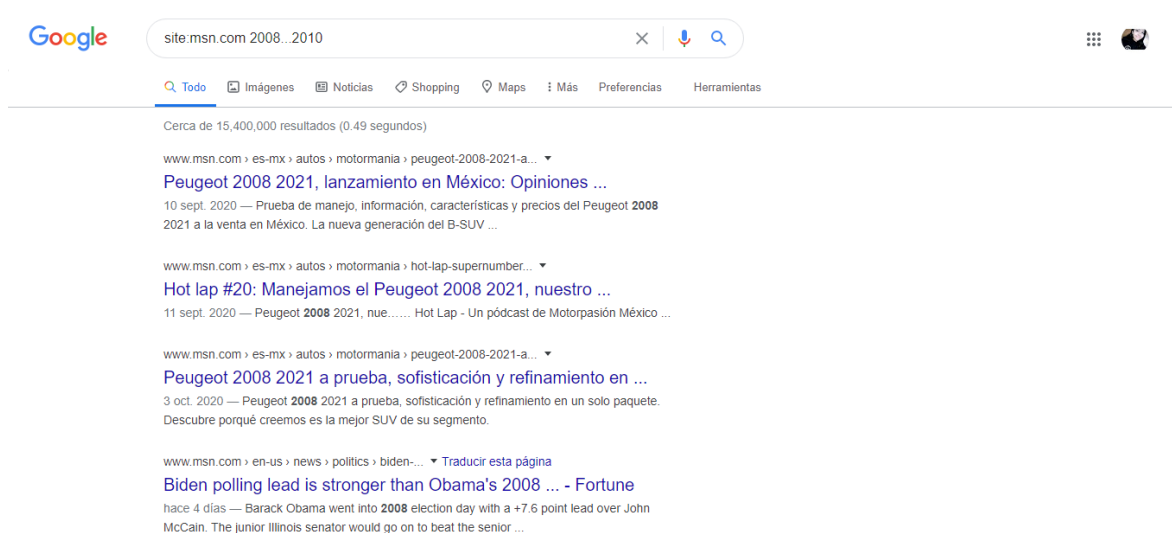 Google
site:msn.com 2008...2010
Todo Imágenes Noticias Shopping Maps Más Preferencias Herramientas
Cerca de 15,400,000 resultados (0.49 segundos)
www.msn.com › es-mx › autos › motormania › peugeot-2008-2021-a...
Peugeot 2008 2021, lanzamiento en México: Opiniones ...
10 sept. 2020 — Prueba de manejo, información, características y precios del Peugeot 2008
2021 a la venta en México. La nueva generación del B-SUV ...
www.msn.com › es-mx › autos › motormania › hot-lap-supernumber...
Hot lap #20: Manejamos el Peugeot 2008 2021, nuestro ...
11 sept. 2020 — Peugeot 2008 2021, nue...... Hot Lap - Un pódcast de Motorpasión México ...
www.msn.com › es-mx › autos › motormania › peugeot-2008-2021-a...
Peugeot 2008 2021 a prueba, sofisticación y refinamiento en ...
3 oct. 2020 — Peugeot 2008 2021 a prueba, sofisticación y refinamiento en un solo paquete.
Descubre porqué creemos es la mejor SUV de su segmento.
www.msn.com › en-us › news › politics › biden-... Traducir esta página
Biden polling lead is stronger than Obama's 2008 ... - Fortune
hace 4 días — Barack Obama went into 2008 election day with a +7.6 point lead over John
McCain. The junior Illinois senator would go on to beat the senior ...